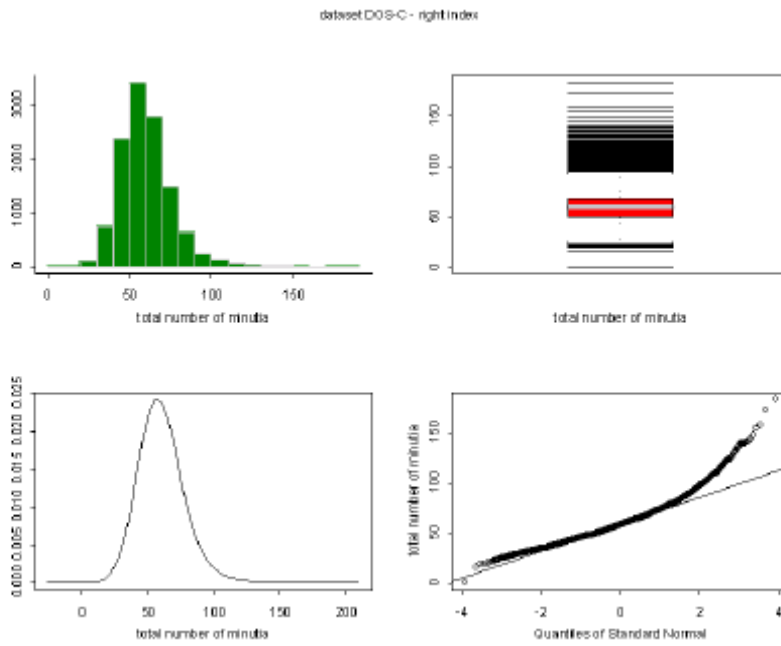 dataset DOS-C - right index
3000
2000
1000
0
0 50 100 150
total number of minutia
150
100
50
0
total number of minutia
0.025
0.020
0.015
0.010
0.005
0.000
0 50 100 150 200
total number of minutia
total number of minutia
150
100
50
0
-4 -2 0 2 4
Quantiles of Standard Normal